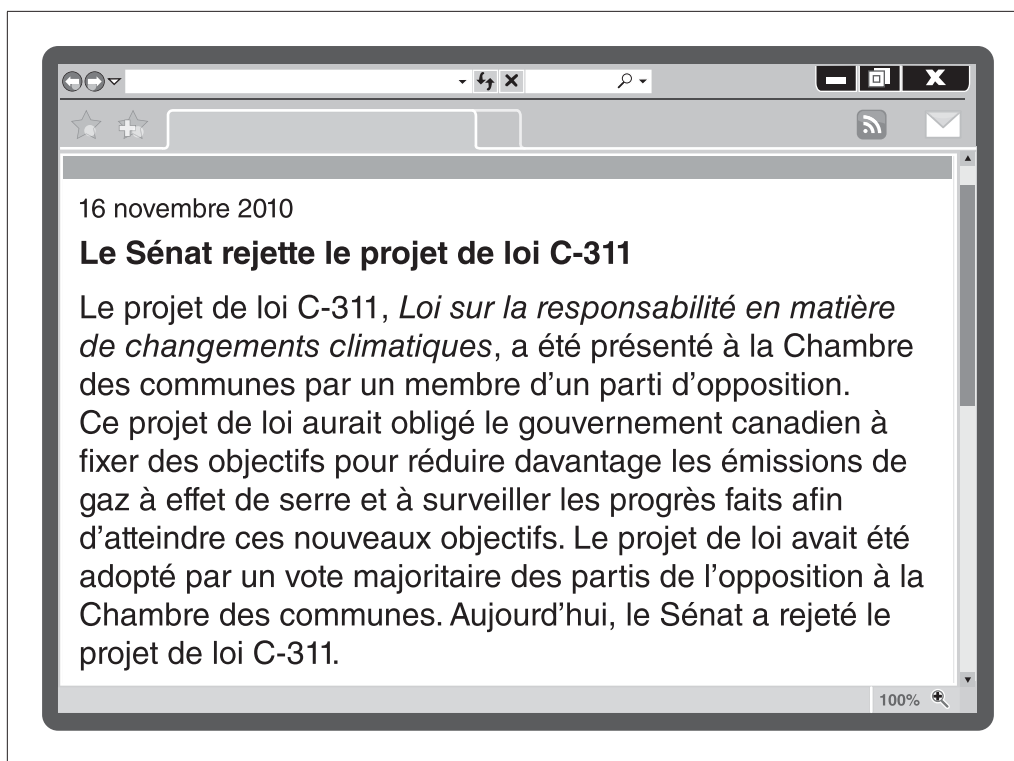 16 novembre 2010
Le Sénat rejette le projet de loi C-311
Le projet de loi C-311, Loi sur la responsabilité en matière
de changements climatiques, a été présenté à la Chambre
des communes par un membre d’un parti d’opposition.
Ce projet de loi aurait obligé le gouvernement canadien à
fixer des objectifs pour réduire davantage les émissions de
gaz à effet de serre et à surveiller les progrès faits afin
d’atteindre ces nouveaux objectifs. Le projet de loi avait été
adopté par un vote majoritaire des partis de l’opposition à la
Chambre des communes. Aujourd’hui, le Sénat a rejeté le
projet de loi C-311.
100%